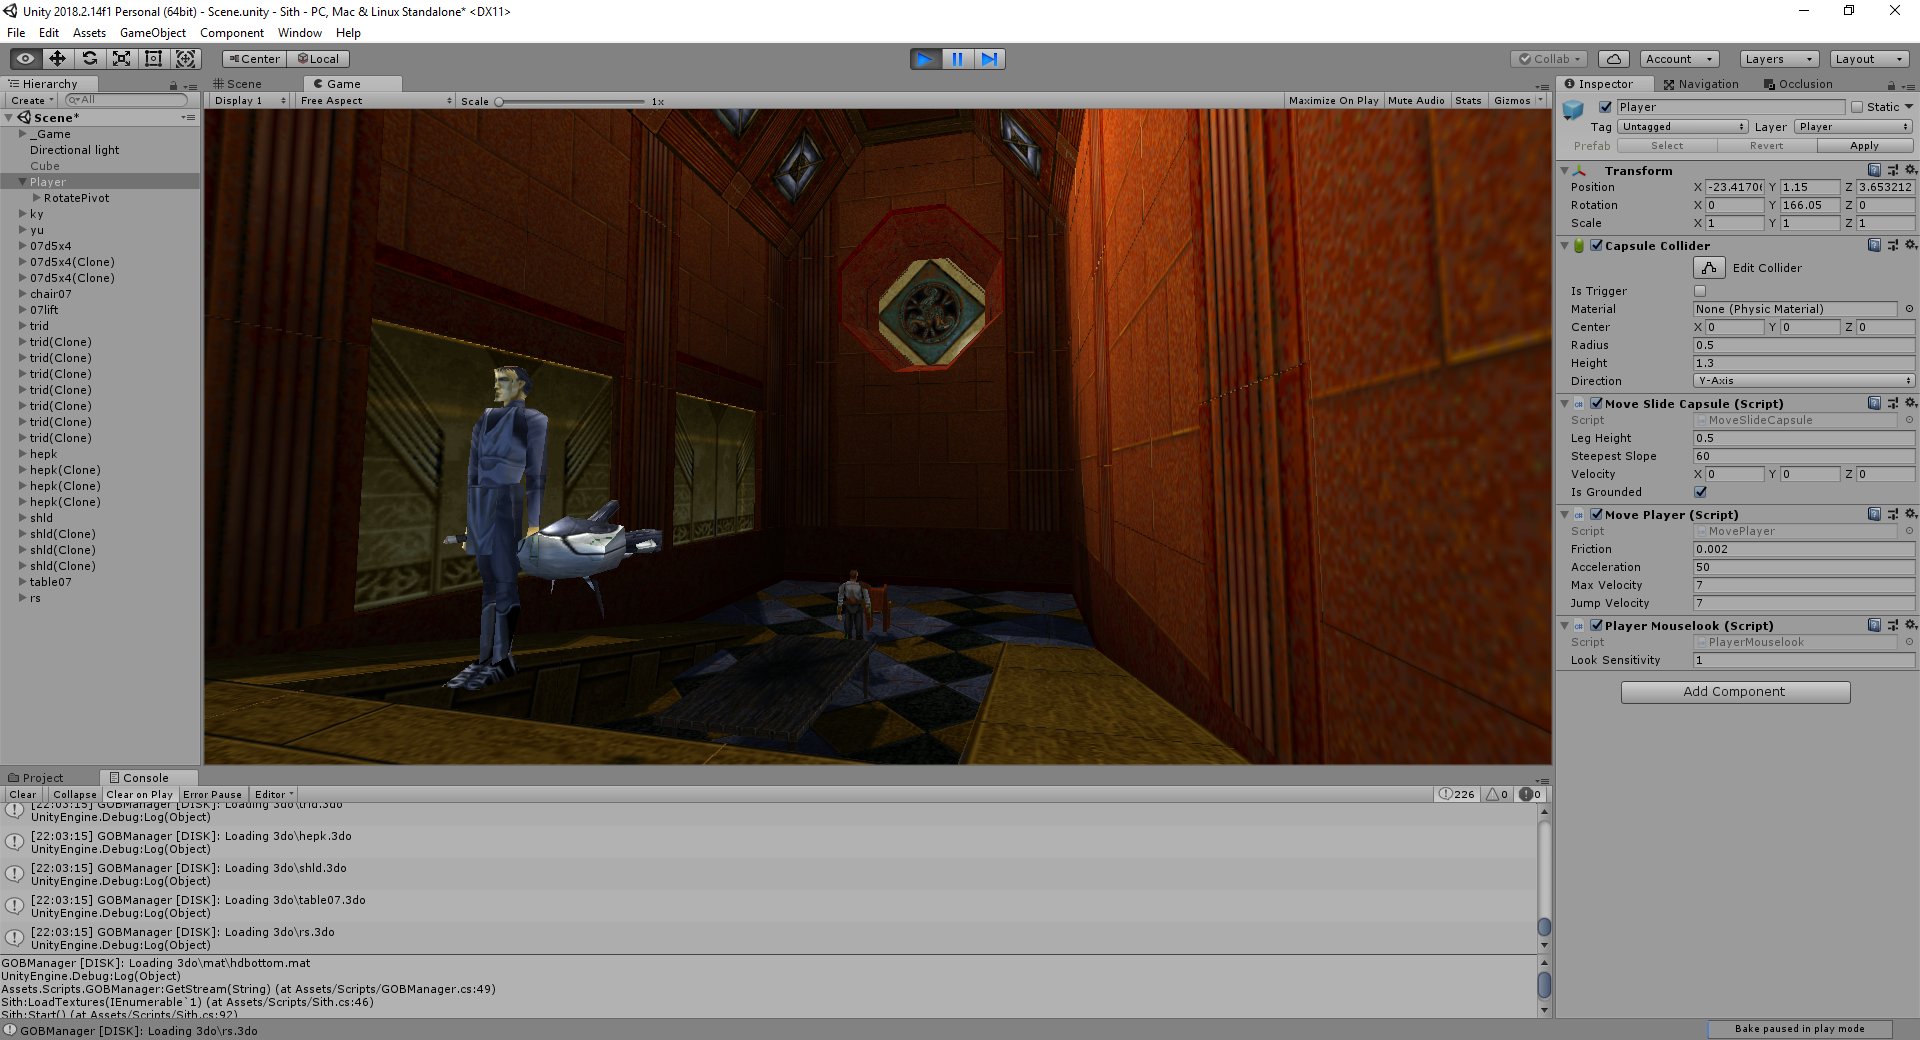 Unity 2018.2.14f1 Personal (64bit) - Scene.unity - Sith - PC, Mac & Linux Standalone* <DX11>
File Edit Assets GameObject Component Window Help
Center Local
Collab Account Layers Layout
Hierarchy
Create All
Scene*
_Game
Directional light
Cube
Player
RotatePivot
ky
yu
07d5x4
07d5x4(Clone)
07d5x4(Clone)
chair07
07lift
trid
trid(Clone)
trid(Clone)
trid(Clone)
trid(Clone)
trid(Clone)
trid(Clone)
trid(Clone)
hepk
hepk(Clone)
hepk(Clone)
hepk(Clone)
shld
shld(Clone)
shld(Clone)
shld(Clone)
table07
rs
Scene Game
Display 1 Free Aspect Scale 1x Maximize On Play Mute Audio Stats Gizmos
Inspector Navigation Occlusion
Player Static
Tag Untagged Layer Player
Prefab Select Revert Apply
Transform
Position X -23.4170 Y 1.15 Z 3.653212
Rotation X 0 Y 166.05 Z 0
Scale X 1 Y 1 Z 1
Capsule Collider
Edit Collider
Is Trigger
Material None (Physic Material)
Center X 0 Y 0 Z 0
Radius 0.5
Height 1.3
Direction Y-Axis
Move Slide Capsule (Script)
Script MoveSlideCapsule
Leg Height 0.5
Steepest Slope 60
Velocity X 0 Y 0 Z 0
Is Grounded
Move Player (Script)
Script MovePlayer
Friction 0.002
Acceleration 50
Max Velocity 7
Jump Velocity 7
Player Mouselook (Script)
Script PlayerMouselook
Look Sensitivity 1
Add Component
Project Console
Clear Collapse Clear on Play Error Pause Editor 226 0 0
[22:03:15] GOBManager [DISK]: Loading 3do\trid.3do
UnityEngine.Debug:Log(Object)
[22:03:15] GOBManager [DISK]: Loading 3do\hepk.3do
UnityEngine.Debug:Log(Object)
[22:03:15] GOBManager [DISK]: Loading 3do\shld.3do
UnityEngine.Debug:Log(Object)
[22:03:15] GOBManager [DISK]: Loading 3do\table07.3do
UnityEngine.Debug:Log(Object)
[22:03:15] GOBManager [DISK]: Loading 3do\rs.3do
UnityEngine.Debug:Log(Object)
GOBManager [DISK]: Loading 3do\mat\hdbottom.mat
UnityEngine.Debug:Log(Object)
Assets.Scripts.GOBManager:GetStream(String) (at Assets/Scripts/GOBManager.cs:49)
Sith:LoadTextures(IEnumerable`1) (at Assets/Scripts/Sith.cs:46)
Sith:Start() (at Assets/Scripts/Sith.cs:92)
GOBManager [DISK]: Loading 3do\rs.3do
Bake paused in play mode